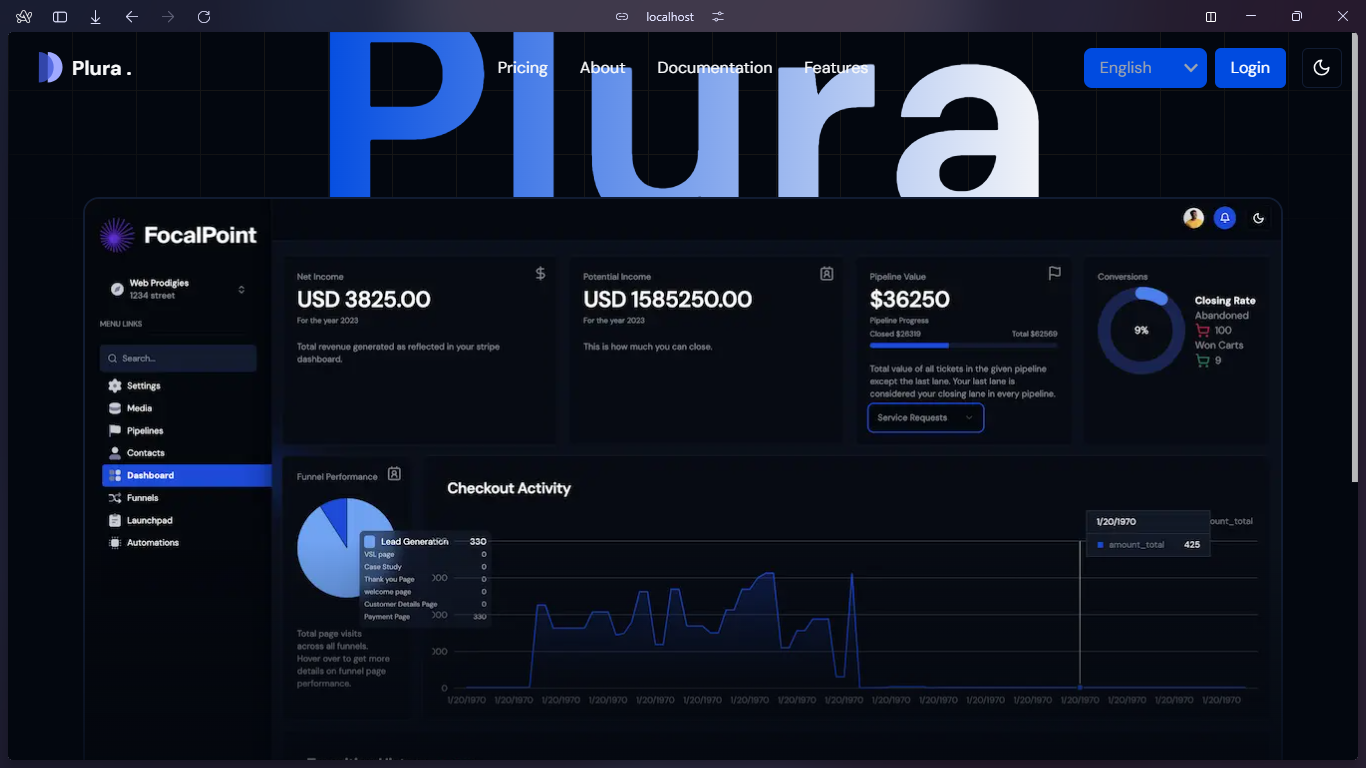 localhost
Plura .
Pricing
About
Documentation
Features
English
Login
Plura
FocalPoint
Web Prodigies
1234 street
MENU LINKS
Search...
Settings
Media
Pipelines
Contacts
Dashboard
Funnels
Launchpad
Automations
Net Income
USD 3825.00
For the year 2023
Total revenue generated as reflected in your stripe
dashboard.
Potential Income
USD 1585250.00
For the year 2023
This is how much you can close.
Pipeline Value
$36250
Pipeline Progress
Closed $26319
Total $62569
Total value of all tickets in the given pipeline
except the last lane. Your last lane is
considered your closing lane in every pipeline.
Service Requests
Conversions
9%
Closing Rate
Abandoned
100
Won Carts
9
Funnel Performance
Lead Generation 330
VSL page 0
Case Study 0
Thank you Page 0
welcome page 0
Customer Details Page 0
Payment Page 330
Total page visits
across all funnels.
Hover over to get more
details on funnel page
performance.
Checkout Activity
1/20/1970
amount_total 425
ount_total
000
000
000
0
1/20/1970 1/20/1970 1/20/1970 1/20/1970 1/20/1970 1/20/1970 1/20/1970 1/20/1970 1/20/1970 1/20/1970 1/20/1970 1/20/1970 1/20/1970 1/20/1970 1/20/1970 1/20/1970 1/20/1970